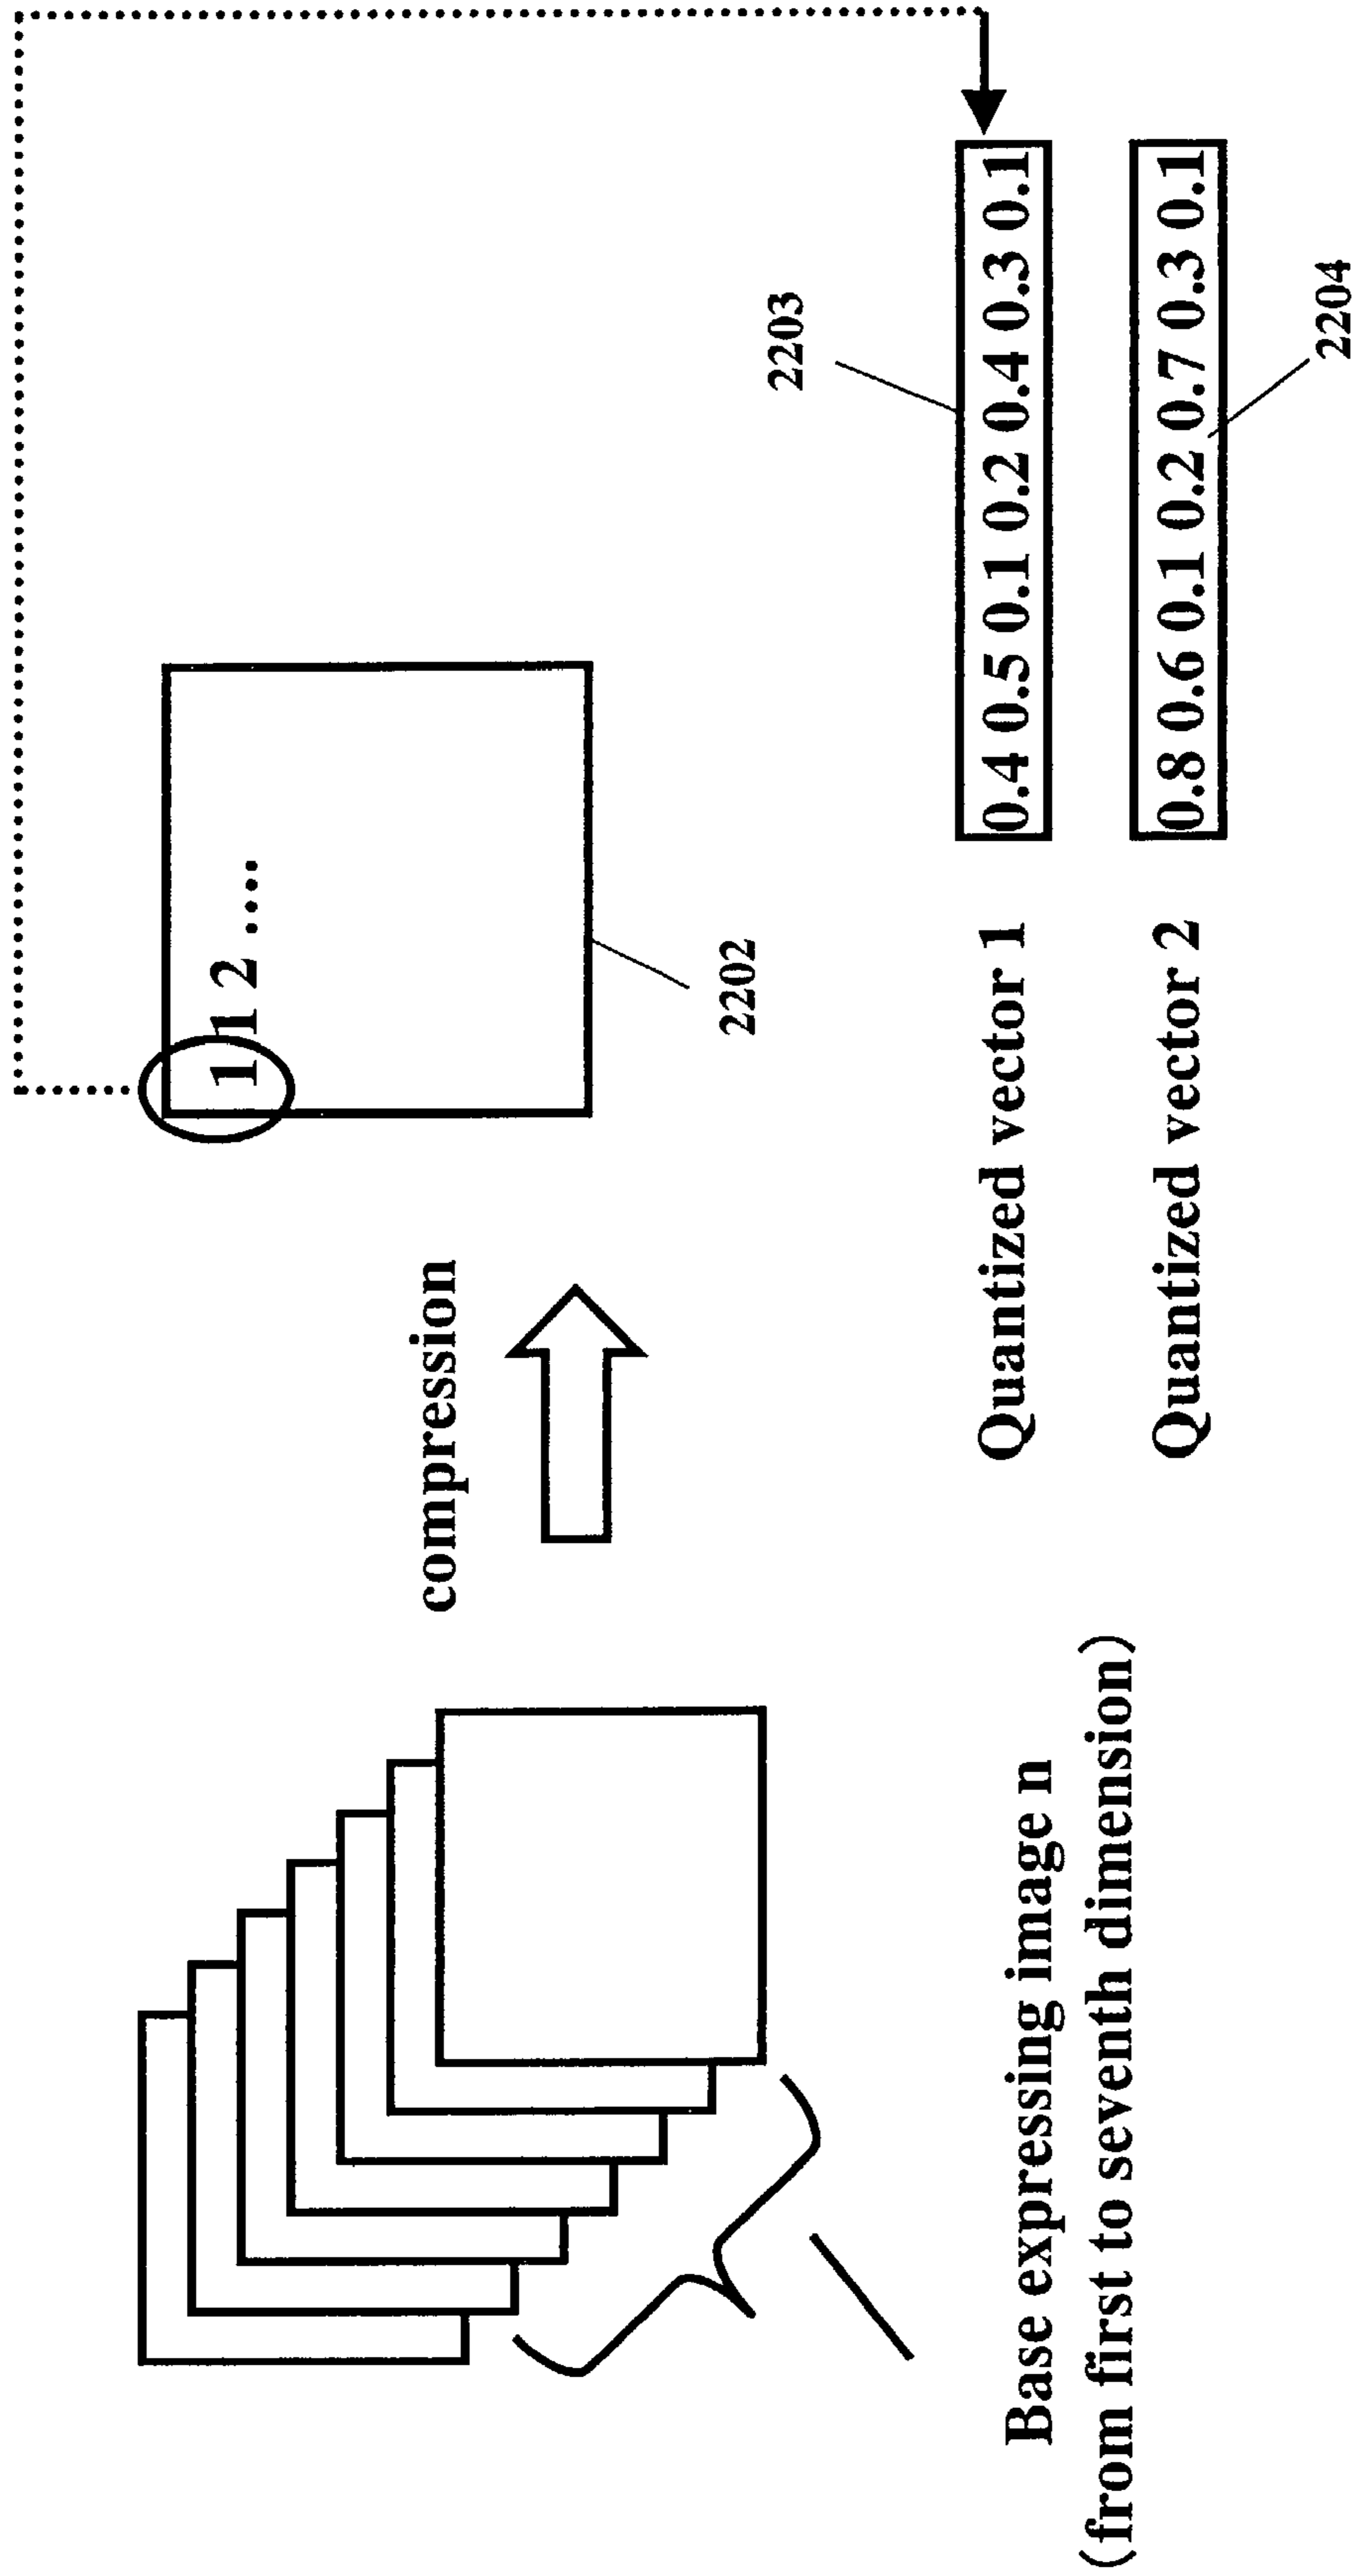 compression
1 1 2 ....
2202
2203
Quantized vector 1
0.4 0.5 0.1 0.2 0.4 0.3 0.1
Quantized vector 2
0.8 0.6 0.1 0.2 0.7 0.3 0.1
2204
Base expressing image n
(from first to seventh dimension)